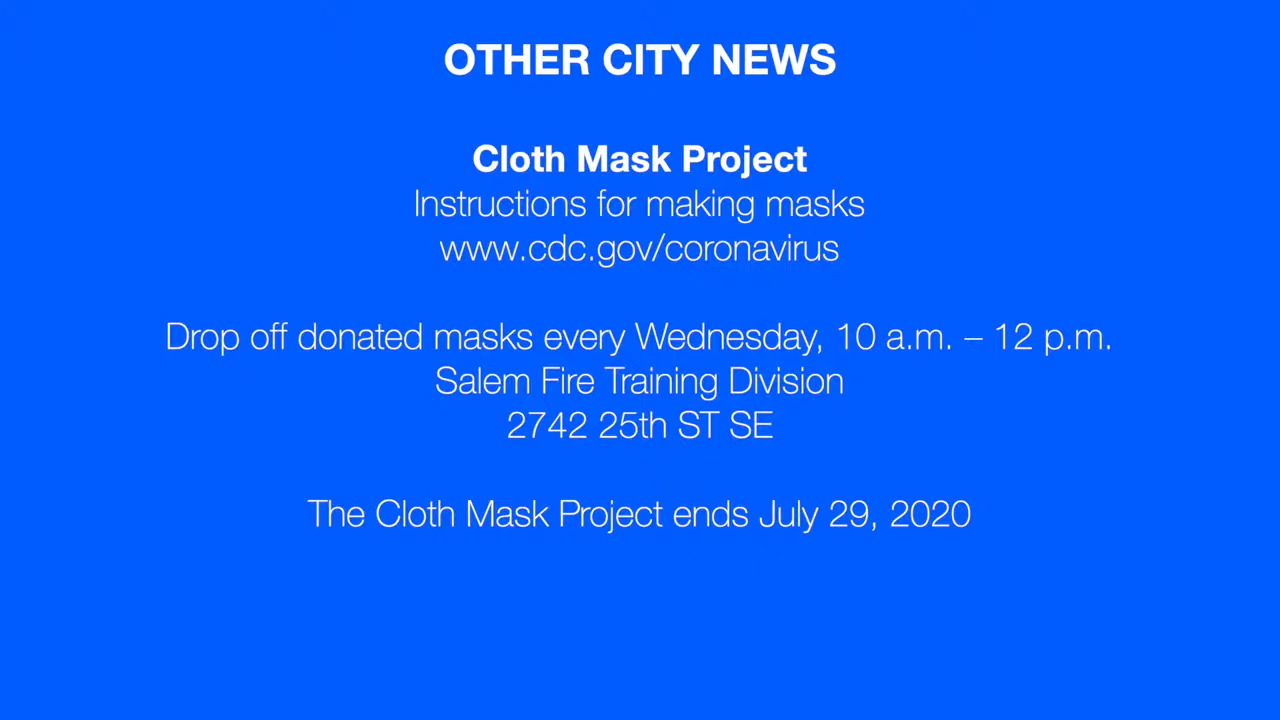 OTHER CITY NEWS
Cloth Mask Project
Instructions for making masks
www.cdc.gov/coronavirus
Drop off donated masks every Wednesday, 10 a.m. – 12 p.m.
Salem Fire Training Division
2742 25th ST SE
The Cloth Mask Project ends July 29, 2020